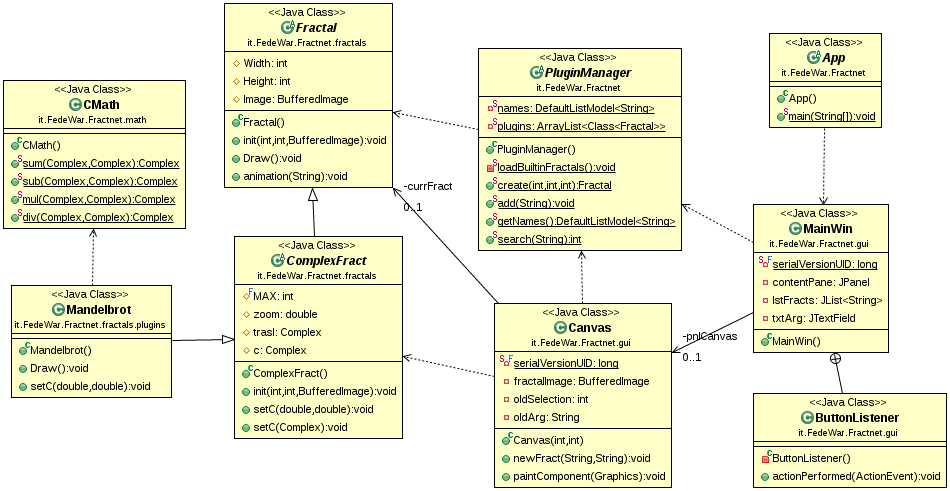 <<Java Class>>
Fractal
it.FedeWar.Fractnet.fractals
Width: int
Height: int
Image: BufferedImage
Fractal()
init(int,int,BufferedImage):void
Draw():void
animation(String):void
<<Java Class>>
PluginManager
it.FedeWar.Fractnet
names: DefaultListModel<String>
plugins: ArrayList<Class<Fractal>>
PluginManager()
loadBuiltinFractals():void
create(int,int,int):Fractal
add(String):void
getNames():DefaultListModel<String>
search(String):int
<<Java Class>>
App
it.FedeWar.Fractnet
App()
main(String[]):void
<<Java Class>>
CMath
it.FedeWar.Fractnet.math
CMath()
sum(Complex,Complex):Complex
sub(Complex,Complex):Complex
mul(Complex,Complex):Complex
div(Complex,Complex):Complex
-currFract
0..1
<<Java Class>>
MainWin
it.FedeWar.Fractnet.gui
serialVersionUID: long
contentPane: JPanel
lstFracts: JList<String>
txtArg: JTextField
MainWin()
<<Java Class>>
ComplexFract
it.FedeWar.Fractnet.fractals
MAX: int
zoom: double
trasl: Complex
c: Complex
ComplexFract()
init(int,int,BufferedImage):void
setC(double,double):void
setC(Complex):void
<<Java Class>>
Mandelbrot
it.FedeWar.Fractnet.fractals.plugins
Mandelbrot()
Draw():void
setC(double,double):void
<<Java Class>>
Canvas
it.FedeWar.Fractnet.gui
serialVersionUID: long
fractalImage: BufferedImage
oldSelection: int
oldArg: String
Canvas(int,int)
newFract(String,String):void
paintComponent(Graphics):void
-pnlCanvas
0..1
<<Java Class>>
ButtonListener
it.FedeWar.Fractnet.gui
ButtonListener()
actionPerformed(ActionEvent):void